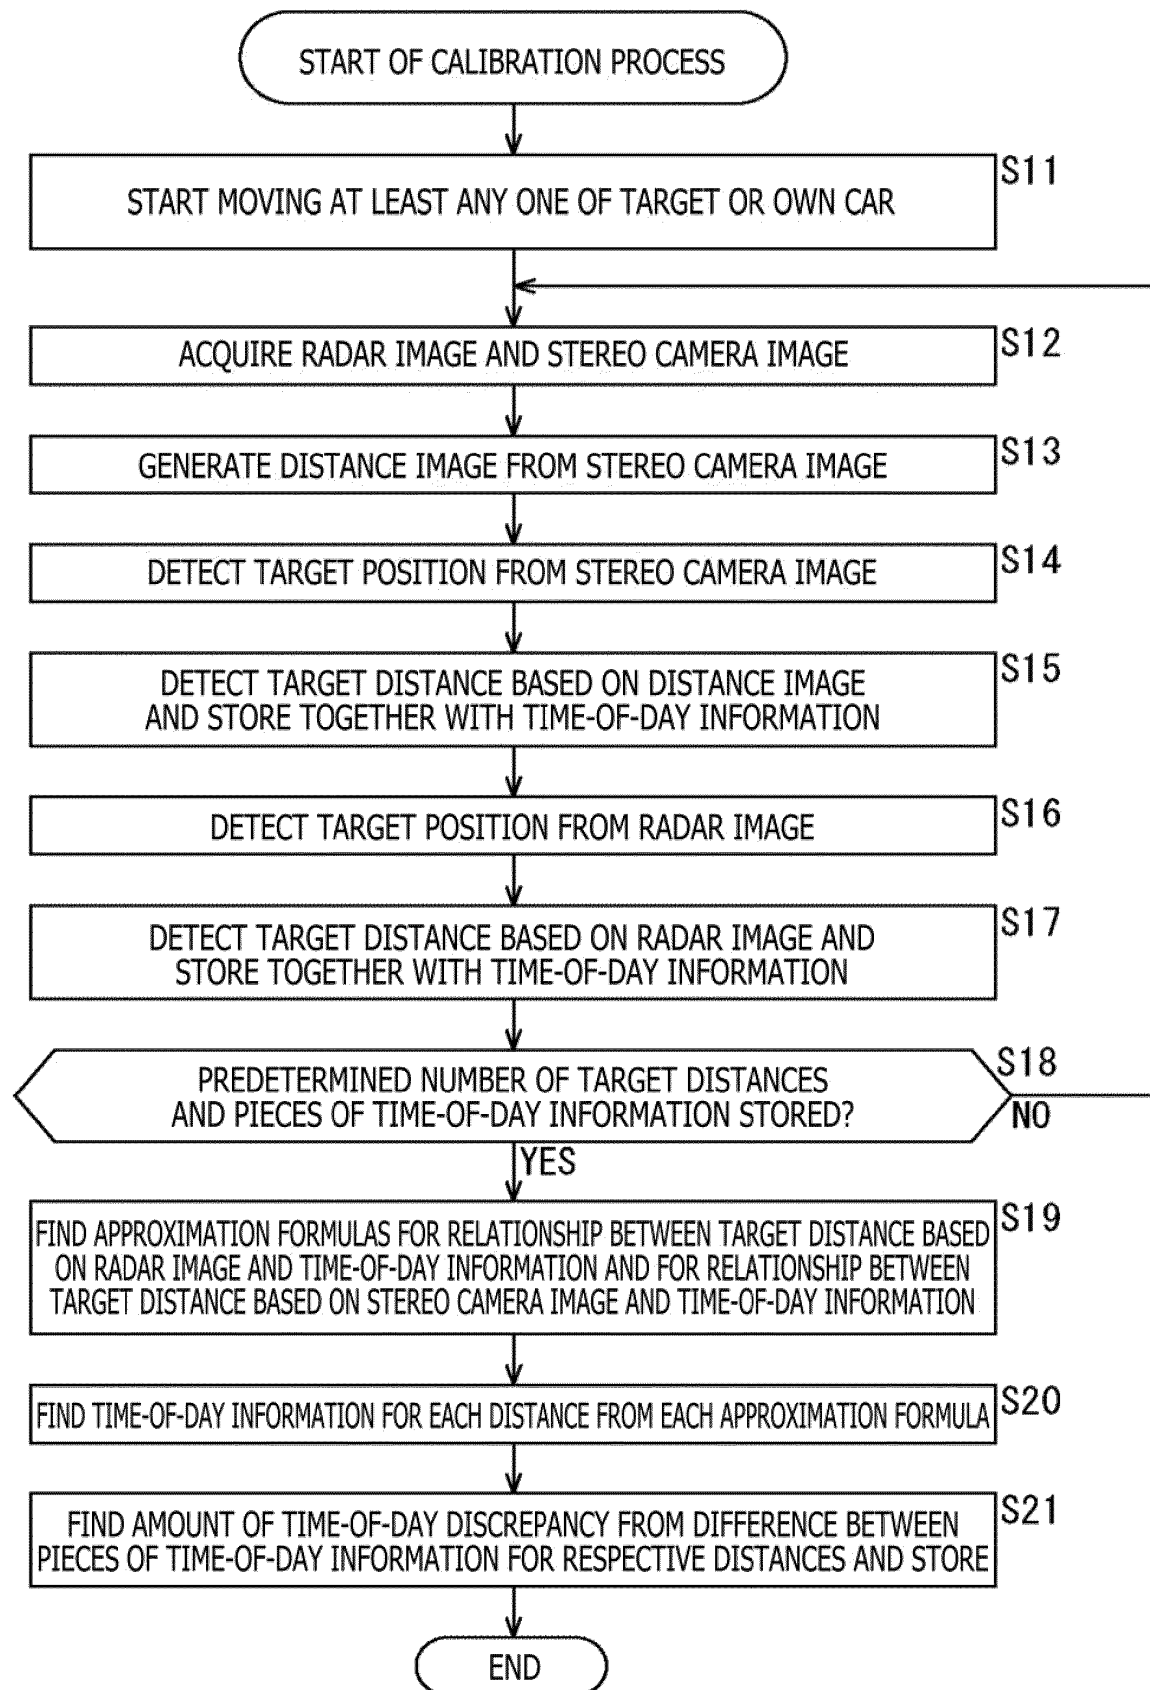 START OF CALIBRATION PROCESS
S11
START MOVING AT LEAST ANY ONE OF TARGET OR OWN CAR
S12
ACQUIRE RADAR IMAGE AND STEREO CAMERA IMAGE
S13
GENERATE DISTANCE IMAGE FROM STEREO CAMERA IMAGE
S14
DETECT TARGET POSITION FROM STEREO CAMERA IMAGE
S15
DETECT TARGET DISTANCE BASED ON DISTANCE IMAGE
AND STORE TOGETHER WITH TIME-OF-DAY INFORMATION
S16
DETECT TARGET POSITION FROM RADAR IMAGE
S17
DETECT TARGET DISTANCE BASED ON RADAR IMAGE AND
STORE TOGETHER WITH TIME-OF-DAY INFORMATION
S18
PREDETERMINED NUMBER OF TARGET DISTANCES
AND PIECES OF TIME-OF-DAY INFORMATION STORED?
NO
YES
S19
FIND APPROXIMATION FORMULAS FOR RELATIONSHIP BETWEEN TARGET DISTANCE BASED
ON RADAR IMAGE AND TIME-OF-DAY INFORMATION AND FOR RELATIONSHIP BETWEEN
TARGET DISTANCE BASED ON STEREO CAMERA IMAGE AND TIME-OF-DAY INFORMATION
S20
FIND TIME-OF-DAY INFORMATION FOR EACH DISTANCE FROM EACH APPROXIMATION FORMULA
S21
FIND AMOUNT OF TIME-OF-DAY DISCREPANCY FROM DIFFERENCE BETWEEN
PIECES OF TIME-OF-DAY INFORMATION FOR RESPECTIVE DISTANCES AND STORE
END